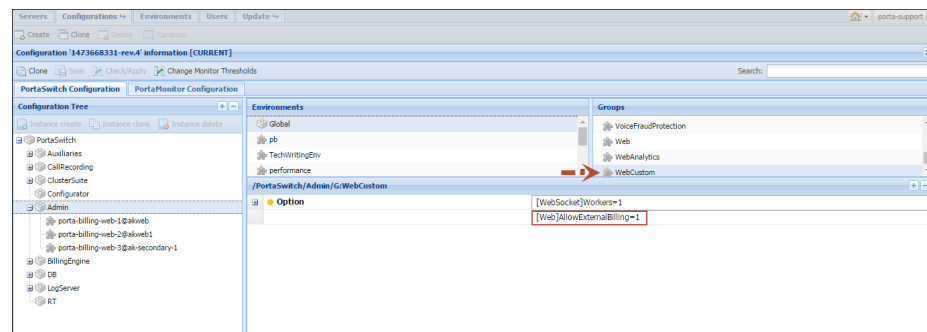 Servers Configurations Environments Users Update porta-support
Create Clone Delete Compare
Configuration '1473668331-rev.4' information [CURRENT]
Clone Save Check/Apply Change Monitor Thresholds Search:
PortaSwitch Configuration PortaMonitor Configuration
Configuration Tree
Instance create Instance clone Instance delete
PortaSwitch
Auxiliaries
CallRecording
ClusterSuite
Configurator
Admin
porta-billing-web-1@akweb
porta-billing-web-2@akweb1
porta-billing-web-3@ak-secondary-1
BillingEngine
DB
LogServer
RT
Environments
Global
pb
TechWritingEnv
performance
Groups
VoiceFraudProtection
Web
WebAnalytics
WebCustom
/PortaSwitch/Admin/G:WebCustom
Option [WebSocket]Workers=1
[Web]AllowExternalBilling=1